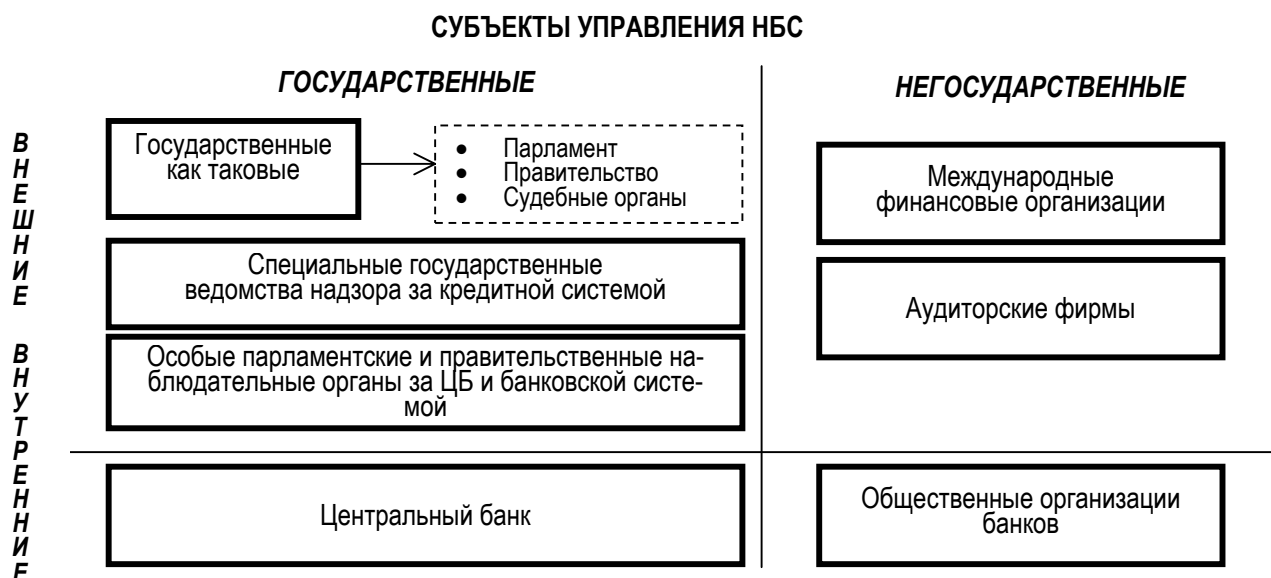 СУБЪЕКТЫ УПРАВЛЕНИЯ НБС
ГОСУДАРСТВЕННЫЕ
НЕГОСУДАРСТВЕННЫЕ
ВНЕШНИЕ
Государственные
как таковые
• Парламент
• Правительство
• Судебные органы
Специальные государственные
ведомства надзора за кредитной системой
Особые парламентские и правительственные на-
блюдательные органы за ЦБ и банковской систе-
мой
Международные
финансовые организации
Аудиторские фирмы
ВНУТРЕННИЕ
Центральный банк
Общественные организации
банков